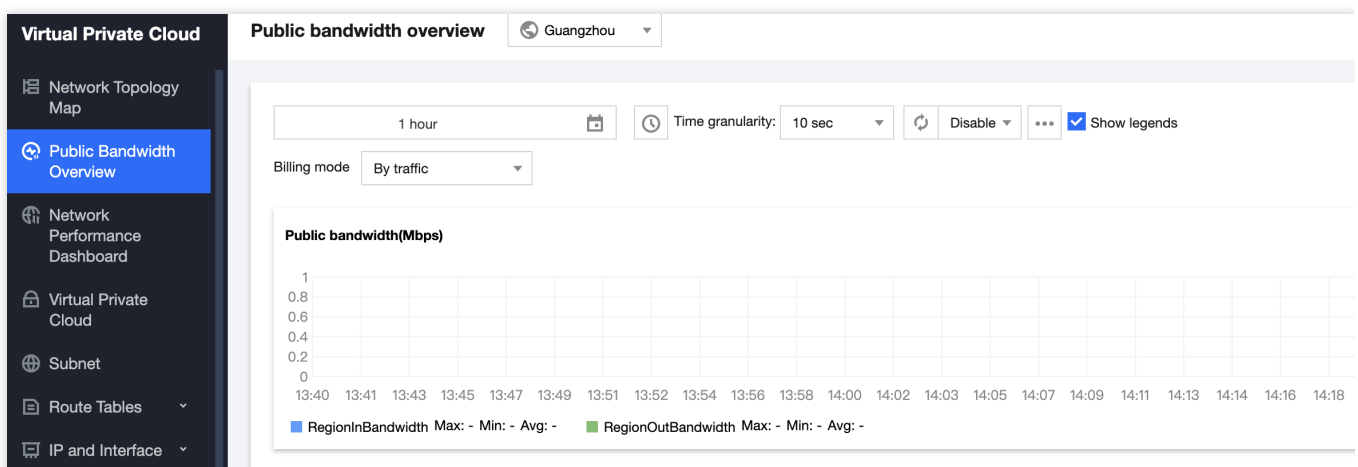 Virtual Private Cloud
Public bandwidth overview
Guangzhou
Network Topology
Map
Public Bandwidth
Overview
Network
Performance
Dashboard
Virtual Private
Cloud
Subnet
Route Tables
IP and Interface
1 hour
Time granularity:
10 sec
Disable
Show legends
Billing mode
By traffic
Public bandwidth(Mbps)
1
0.8
0.6
0.4
0.2
0
13:40 13:41 13:43 13:45 13:47 13:49 13:51 13:52 13:54 13:56 13:58 14:00 14:02 14:03 14:05 14:07 14:09 14:11 14:13 14:14 14:16 14:18
RegionInBandwidth Max: - Min: - Avg: - RegionOutBandwidth Max: - Min: - Avg: -